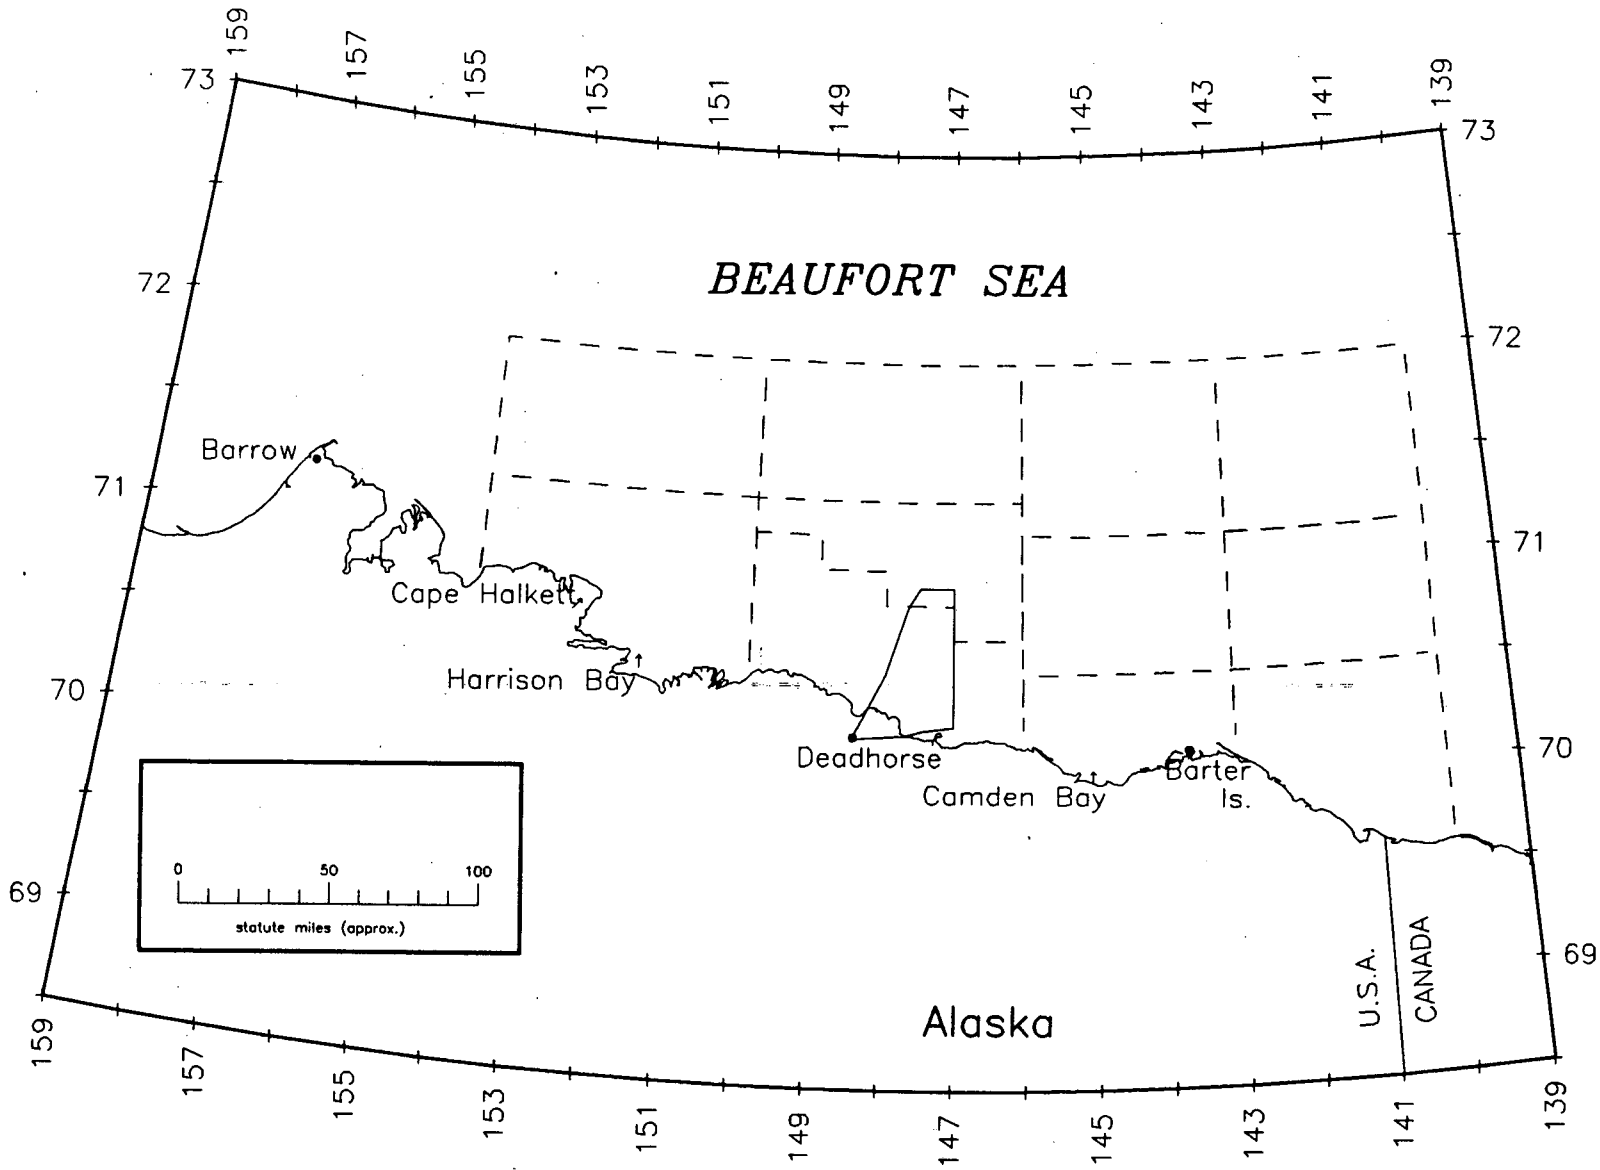 159
157
155
153
151
149
147
145
143
141
139
73
73
BEAUFORT SEA
72
72
Barrow
71
71
Cape Halkett
Harrison Bay
70
70
Deadhorse
Camden Bay
Barter
Is.
0 50 100
statute miles (approx.)
69
69
U.S.A.
CANADA
Alaska
159
157
155
153
151
149
147
145
143
141
139